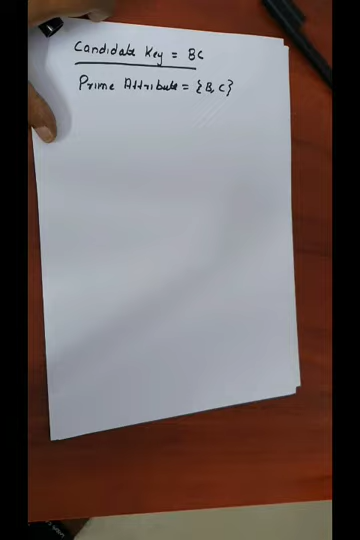 Candidate Key = BC
Prime Attribute = {B, C}